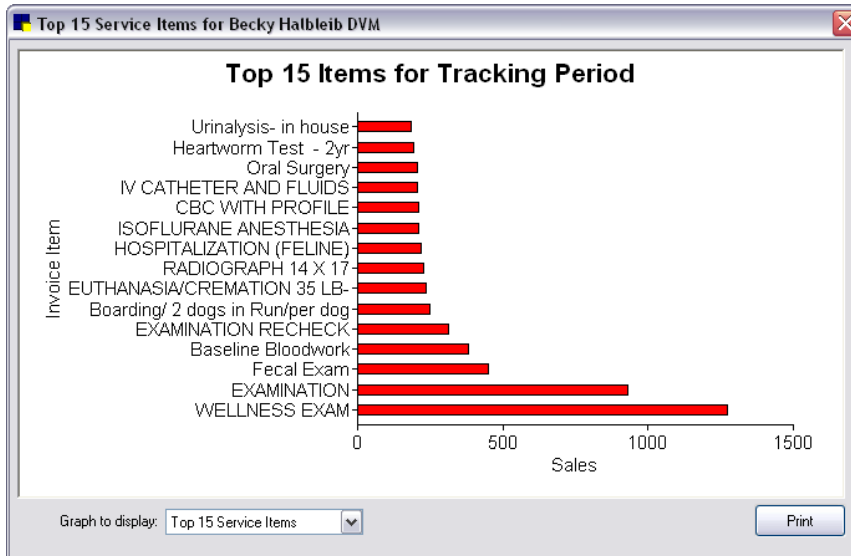 Top 15 Service Items for Becky Halbleib DVM
Top 15 Items for Tracking Period
Urinalysis- in house
Heartworm Test - 2yr
Oral Surgery
IV CATHETER AND FLUIDS
CBC WITH PROFILE
ISOFLURANE ANESTHESIA
HOSPITALIZATION (FELINE)
RADIOGRAPH 14 X 17
EUTHANASIA/CREMATION 35 LB-
Boarding/ 2 dogs in Run/per dog
EXAMINATION RECHECK
Baseline Bloodwork
Fecal Exam
EXAMINATION
WELLNESS EXAM
Invoice Item
0 500 1000 1500
Sales
Graph to display: Top 15 Service Items
Print